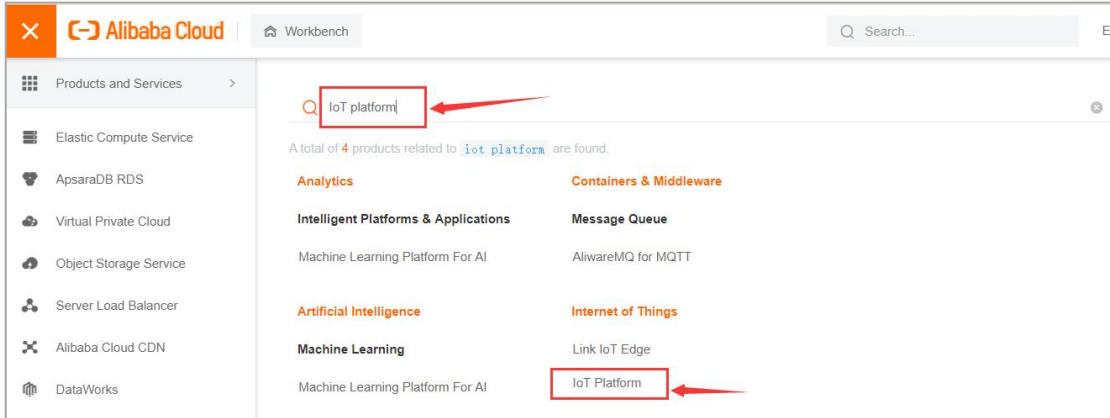 Alibaba Cloud
Workbench
Search...
E
Products and Services
Elastic Compute Service
ApsaraDB RDS
Virtual Private Cloud
Object Storage Service
Server Load Balancer
Alibaba Cloud CDN
DataWorks
IoT platform
A total of 4 products related to iot platform are found.
Analytics
Intelligent Platforms & Applications
Machine Learning Platform For AI
Containers & Middleware
Message Queue
AliwareMQ for MQTT
Artificial Intelligence
Machine Learning
Machine Learning Platform For AI
Internet of Things
Link IoT Edge
IoT Platform